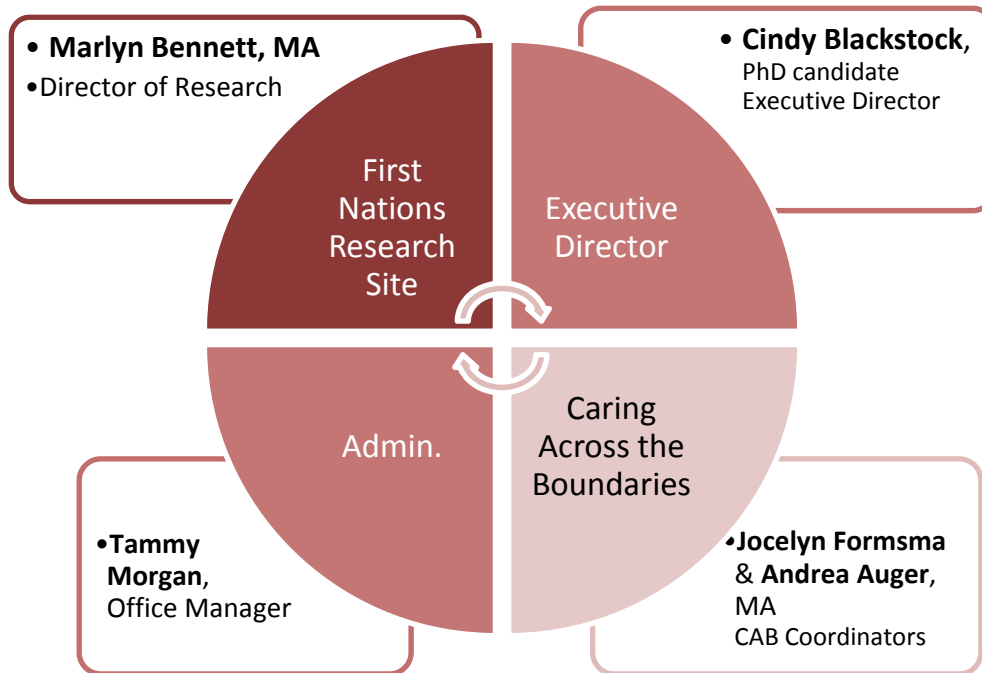 • Marlyn Bennett, MA
•Director of Research
• Cindy Blackstock,
PhD candidate
Executive Director
First
Nations
Research
Site
Executive
Director
Admin.
Caring
Across the
Boundaries
•Tammy
Morgan,
Office Manager
•Jocelyn Formsma
& Andrea Auger,
MA
CAB Coordinators